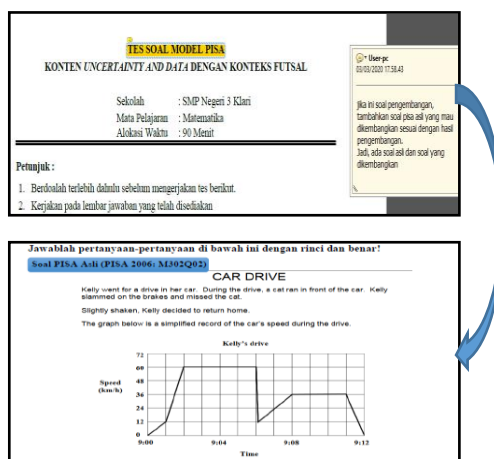 TES SOAL MODEL PISA
KONTEN UNCERTAINTY AND DATA DENGAN KONTEKS FUTSAL
Sekolah : SMP Negeri 3 Klari
Mata Pelajaran : Matematika
Alokasi Waktu : 90 Menit
Petunjuk :
1. Berdoalah terlebih dahulu sebelum mengerjakan tes berikut.
2. Kerjakan pada lembar jawaban yang telah disediakan
User-pc
03/03/2020 17.58.43
jika ini soal pengembangan,
tambahkan soal pisa asli yang mau
dikembangkan sesuai dengan hasil
pengembangan.
Jadi, ada soal asli dan soal yang
dikembangkan
Jawablah pertanyaan-pertanyaan di bawah ini dengan rinci dan benar!
Soal PISA Asli (PISA 2006: M302Q02)
CAR DRIVE
Kelly went for a drive in her car. During the drive, a cat ran in front of the car. Kelly
slammed on the brakes and missed the cat.
Slightly shaken, Kelly decided to return home.
The graph below is a simplified record of the car's speed during the drive.
Kelly's drive
Speed
(km/h)
72
60
48
36
24
12
0
9:00 9:04 9:08 9:12
Time